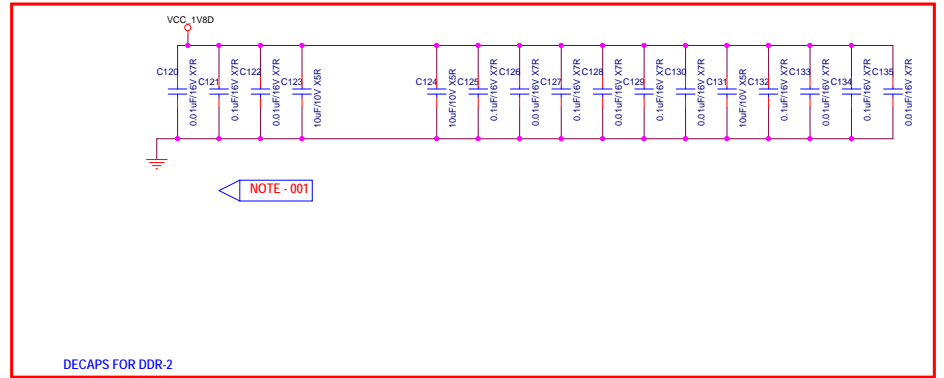 VCC_1V8D
C120
0.01uF/16V X7R
C121
0.1uF/16V X7R
C122
0.01uF/16V X7R
C123
10uF/10V X5R
C124
10uF/10V X5R
C125
0.1uF/16V X7R
C126
0.01uF/16V X7R
C127
0.1uF/16V X7R
C128
0.01uF/16V X7R
C129
0.1uF/16V X7R
C130
0.01uF/16V X7R
C131
10uF/10V X5R
C132
0.1uF/16V X7R
C133
0.1uF/16V X7R
C134
0.01uF/16V X7R
C135
0.01uF/16V X7R
NOTE - 001
DECAPS FOR DDR-2